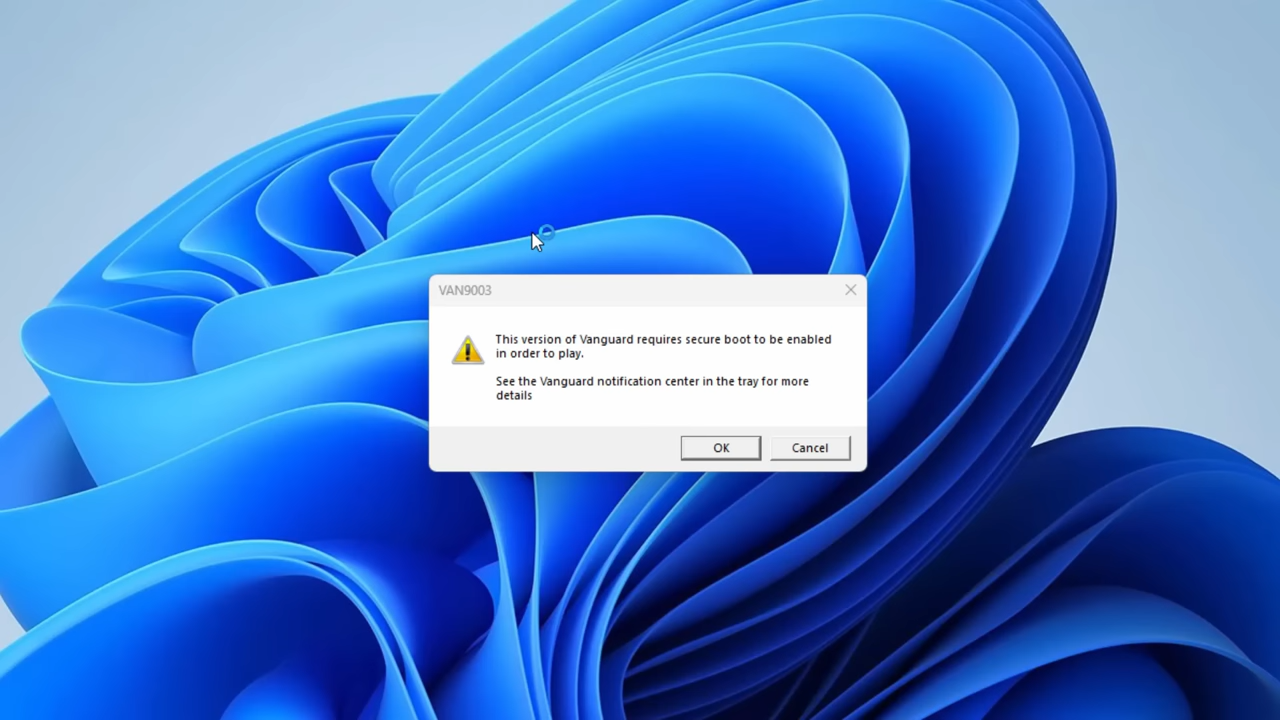 VAN9003
This version of Vanguard requires secure boot to be enabled
in order to play.
See the Vanguard notification center in the tray for more
details
OK
Cancel